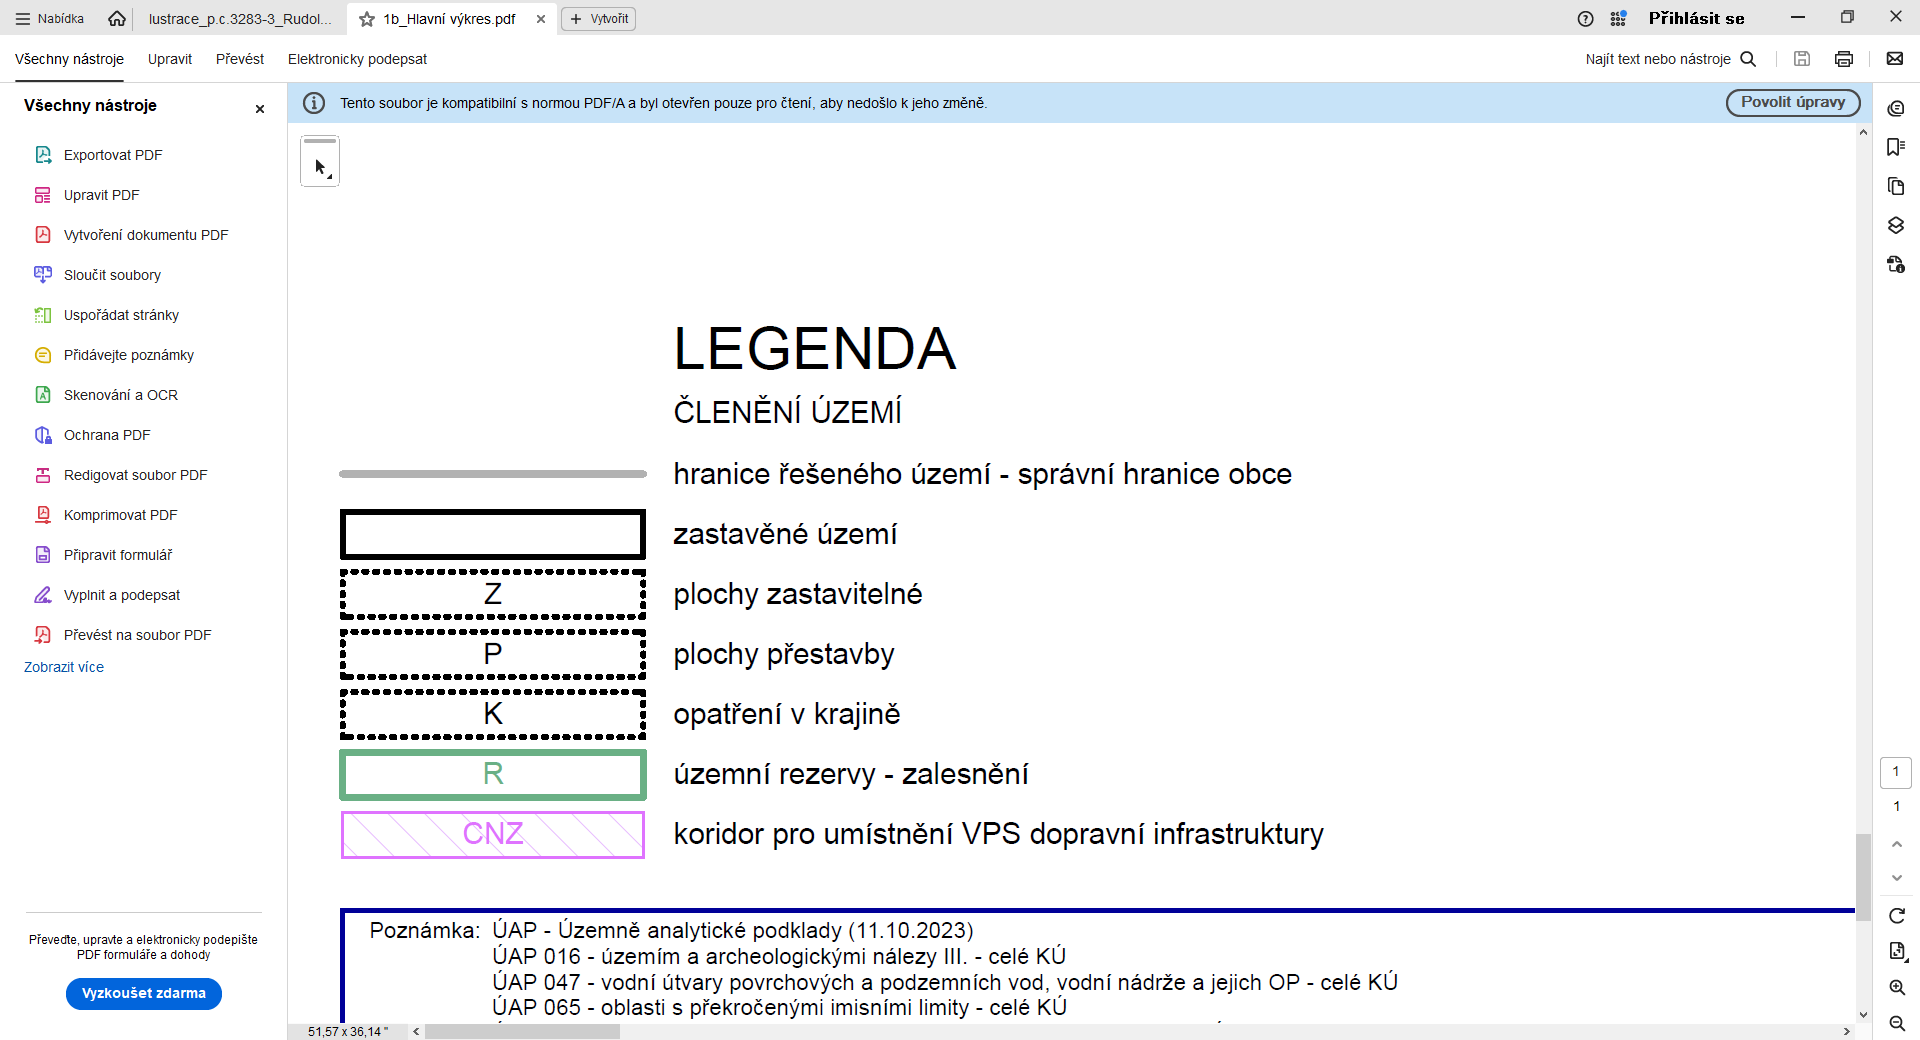 Nabídka
lustrace_p.c.3283-3_Rudol...
1b_Hlavní výkres.pdf
Vytvořit
Přihlásit se
Všechny nástroje
Upravit
Převést
Elektronicky podepsat
Najít text nebo nástroje
Všechny nástroje
Tento soubor je kompatibilní s normou PDF/A a byl otevřen pouze pro čtení, aby nedošlo k jeho změně.
Povolit úpravy
Exportovat PDF
Upravit PDF
Vytvoření dokumentu PDF
Sloučit soubory
Uspořádat stránky
Přidávejte poznámky
Skenování a OCR
Ochrana PDF
Redigovat soubor PDF
Komprimovat PDF
Připravit formulář
Vyplnit a podepsat
Převést na soubor PDF
Zobrazit více
Převeďte, upravte a elektronicky podepište
PDF formuláře a dohody
Vyzkoušet zdarma
LEGENDA
ČLENĚNÍ ÚZEMÍ
hranice řešeného území - správní hranice obce
zastavěné území
Z plochy zastavitelné
P plochy přestavby
K opatření v krajině
R územní rezervy - zalesnění
CNZ koridor pro umístnění VPS dopravní infrastruktury
Poznámka: ÚAP - Územně analytické podklady (11.10.2023)
ÚAP 016 - územím a archeologickými nálezy III. - celé KÚ
ÚAP 047 - vodní útvary povrchových a podzemních vod, vodní nádrže a jejich OP - celé KÚ
ÚAP 065 - oblasti s překročenými imisními limity - celé KÚ
51,57 x 36,14 "
1
1